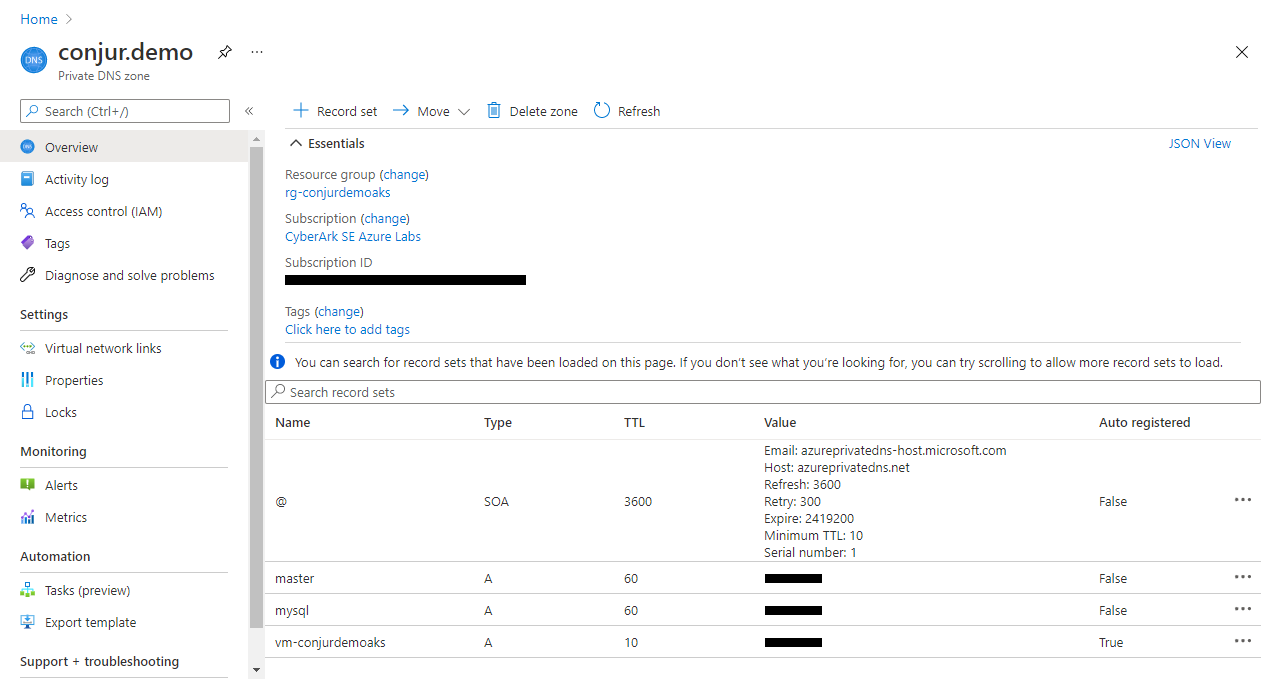 Home
conjur.demo
DNS
Private DNS zone
Search (Ctrl+/)
Overview
Activity log
Access control (IAM)
Tags
Diagnose and solve problems
Settings
Virtual network links
Properties
Locks
Monitoring
Alerts
Metrics
Automation
Tasks (preview)
Export template
Support + troubleshooting
Record set Move Delete zone Refresh
Essentials JSON View
Resource group (change)
rg-conjurdemoaks
Subscription (change)
CyberArk SE Azure Labs
Subscription ID
Tags (change)
Click here to add tags
You can search for record sets that have been loaded on this page. If you don't see what you're looking for, you can try scrolling to allow more record sets to load.
Search record sets
Name Type TTL Value Auto registered
Email: azureprivatedns-host.microsoft.com
Host: azureprivatedns.net
Refresh: 3600
@ SOA 3600 Retry: 300 False
Expire: 2419200
Minimum TTL: 10
Serial number: 1
master A 60 False
mysql A 60 False
vm-conjurdemoaks A 10 True